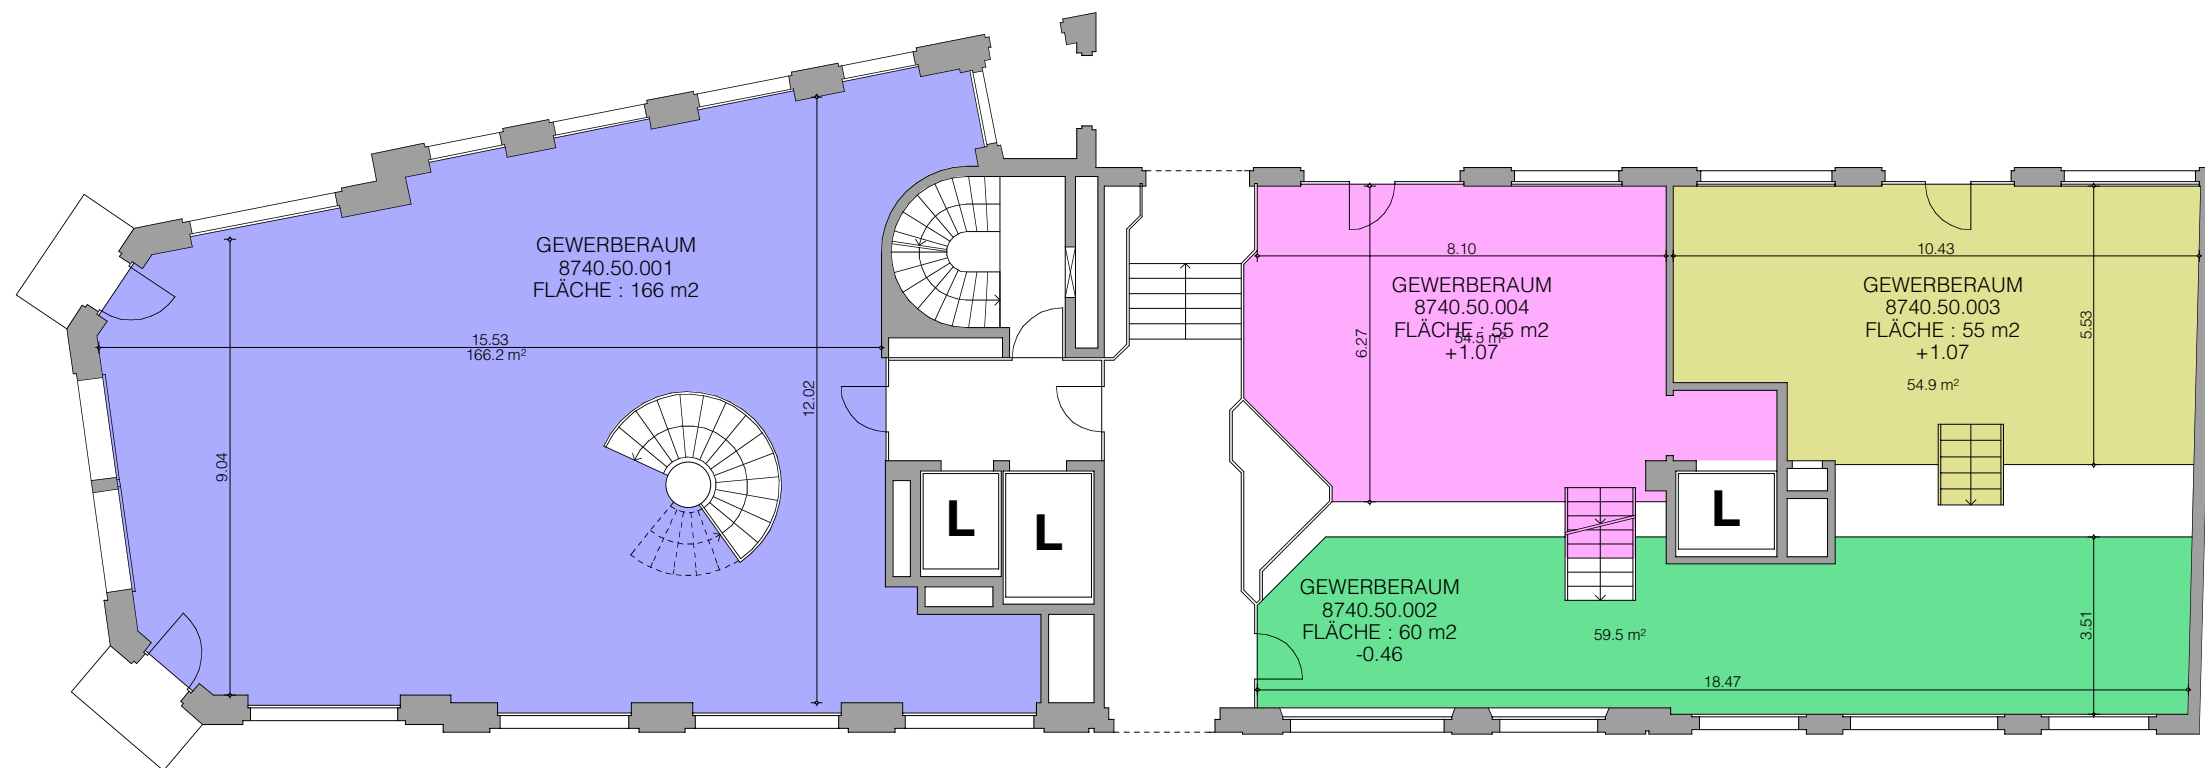 GEWERBERAUM
8740.50.001
FLÄCHE : 166 m2
15.53
166.2 m²
9.04
12.02
L
L
8.10
GEWERBERAUM
8740.50.004
FLÄCHE : 55 m2
54.5 m²
+1.07
6.27
10.43
GEWERBERAUM
8740.50.003
FLÄCHE : 55 m2
+1.07
54.9 m²
5.53
L
GEWERBERAUM
8740.50.002
FLÄCHE : 60 m2
-0.46
59.5 m²
3.51
18.47